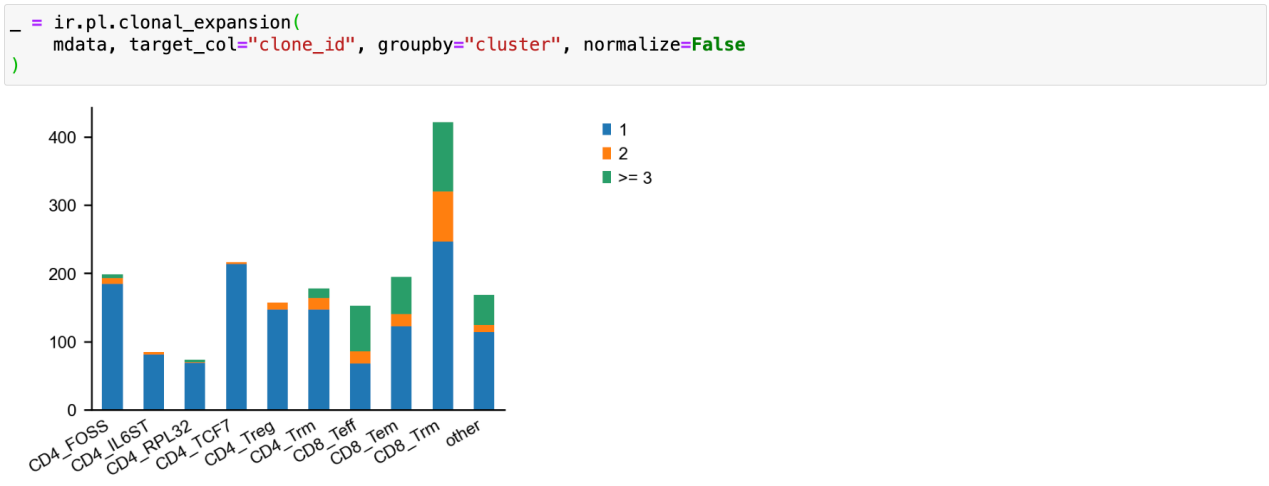 _ = ir.pl.clonal_expansion(
    mdata, target_col="clone_id", groupby="cluster", normalize=False
)
400
300
200
100
0
1
2
>= 3
CD4_FOSS
CD4_IL6ST
CD4_RPL32
CD4_TCF7
CD4_Treg
CD4_Trm
CD8_Teff
CD8_Tem
CD8_Trm
other